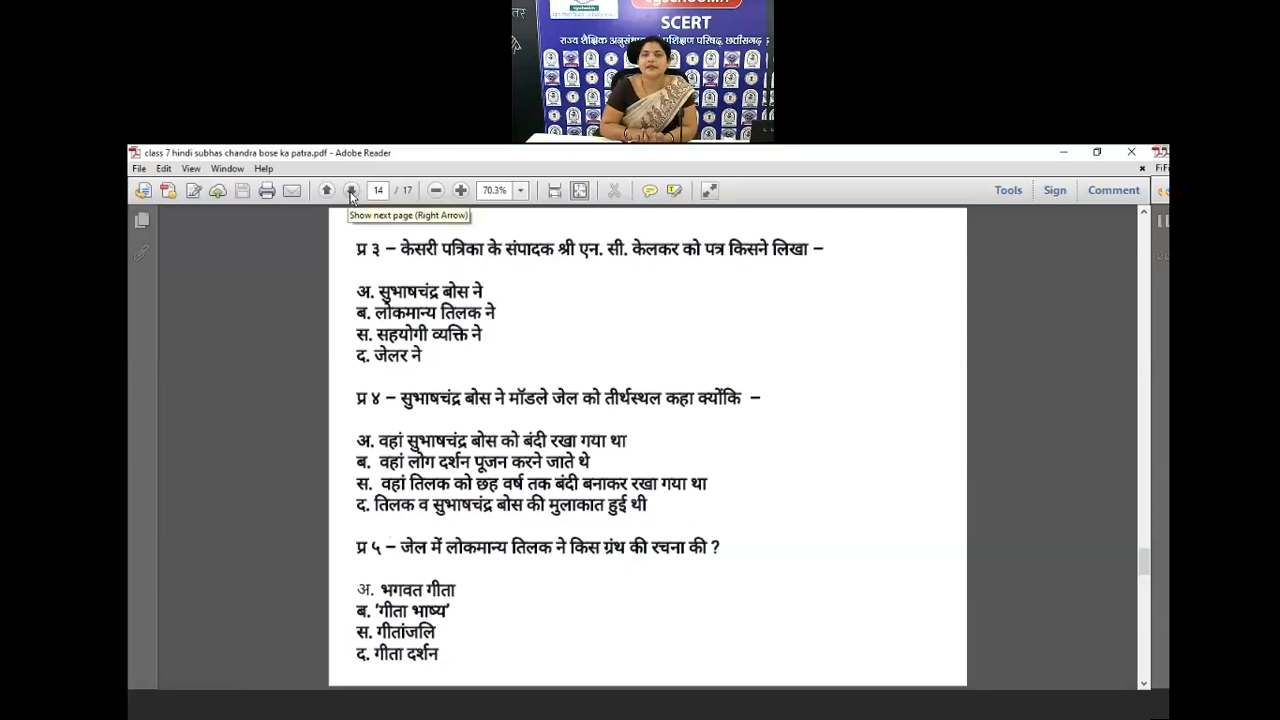 SCERT
राज्य शैक्षिक अनुसंधान प्रशिक्षण परिषद, छत्तीसगढ़
class 7 hindi subhas chandra bose ka patra.pdf - Adobe Reader
File Edit View Window Help
14 / 17 70.3% Tools Sign Comment
Show next page (Right Arrow)
प्र ३ – केसरी पत्रिका के संपादक श्री एन. सी. केलकर को पत्र किसने लिखा –
अ. सुभाषचंद्र बोस ने
ब. लोकमान्य तिलक ने
स. सहयोगी व्यक्ति ने
द. जेलर ने
प्र ४ – सुभाषचंद्र बोस ने मॉडले जेल को तीर्थस्थल कहा क्योंकि –
अ. वहां सुभाषचंद्र बोस को बंदी रखा गया था
ब. वहां लोग दर्शन पूजन करने जाते थे
स. वहां तिलक को छह वर्ष तक बंदी बनाकर रखा गया था
द. तिलक व सुभाषचंद्र बोस की मुलाकात हुई थी
प्र ५ – जेल में लोकमान्य तिलक ने किस ग्रंथ की रचना की ?
अ. भगवत गीता
ब. 'गीता भाष्य'
स. गीतांजलि
द. गीता दर्शन